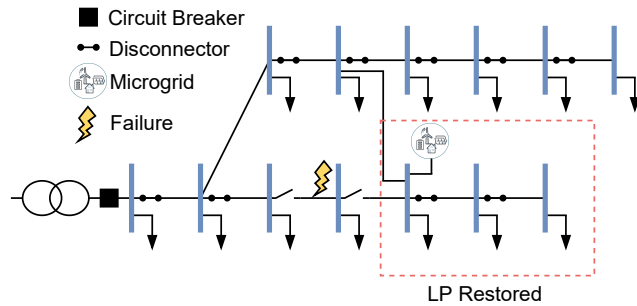 Circuit Breaker
Disconnector
Microgrid
Failure
LP Restored